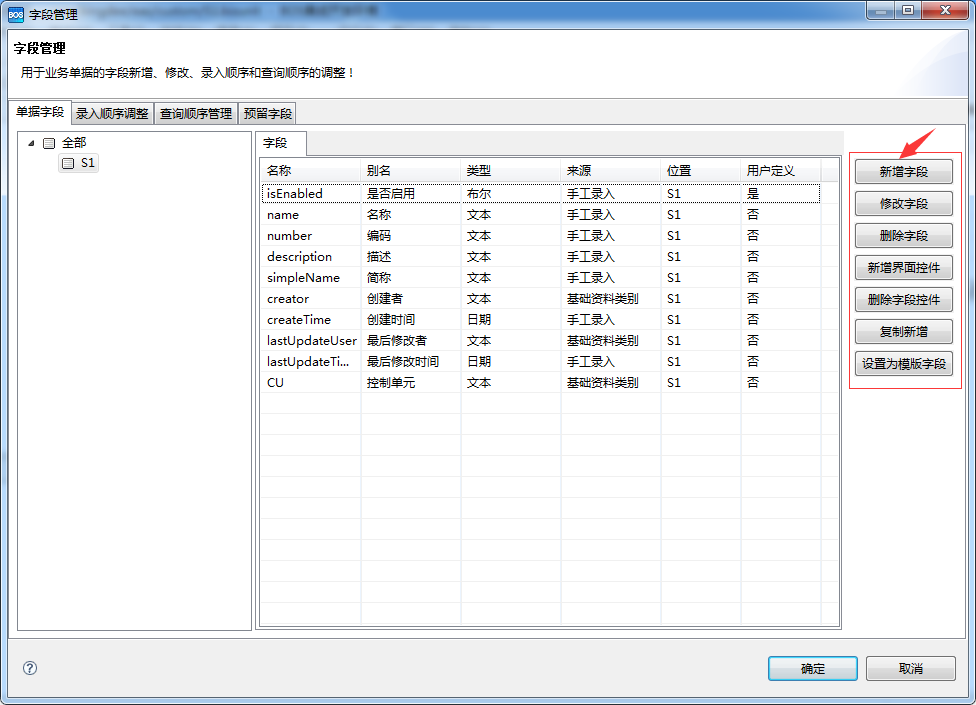 BOS 字段管理
字段管理
用于业务单据的字段新增、修改、录入顺序和查询顺序的调整！
单据字段 录入顺序调整 查询顺序管理 预留字段
全部
S1
字段
名称 别名 类型 来源 位置 用户定义
isEnabled 是否启用 布尔 手工录入 S1 是
name 名称 文本 手工录入 S1 否
number 编码 文本 手工录入 S1 否
description 描述 文本 手工录入 S1 否
simpleName 简称 文本 手工录入 S1 否
creator 创建者 文本 基础资料类别 S1 否
createTime 创建时间 日期 手工录入 S1 否
lastUpdateUser 最后修改者 文本 基础资料类别 S1 否
lastUpdateTi... 最后修改时间 日期 手工录入 S1 否
CU 控制单元 文本 基础资料类别 S1 否
新增字段
修改字段
删除字段
新增界面控件
删除字段控件
复制新增
设置为模版字段
确定 取消